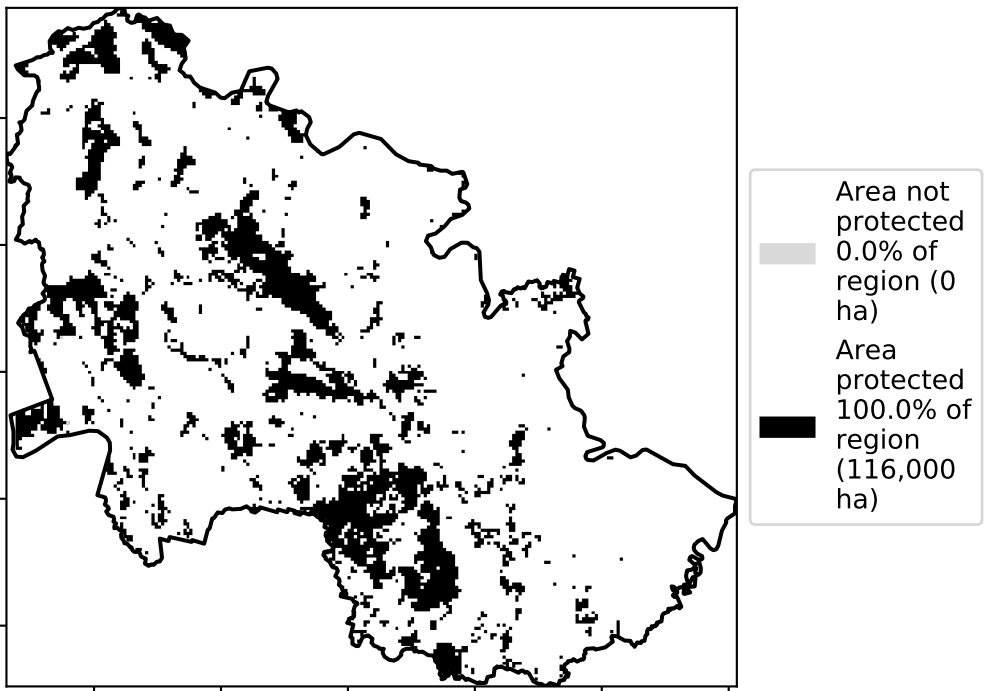 Area not
protected
0.0% of
region (0
ha)
Area
protected
100.0% of
region
(116,000
ha)